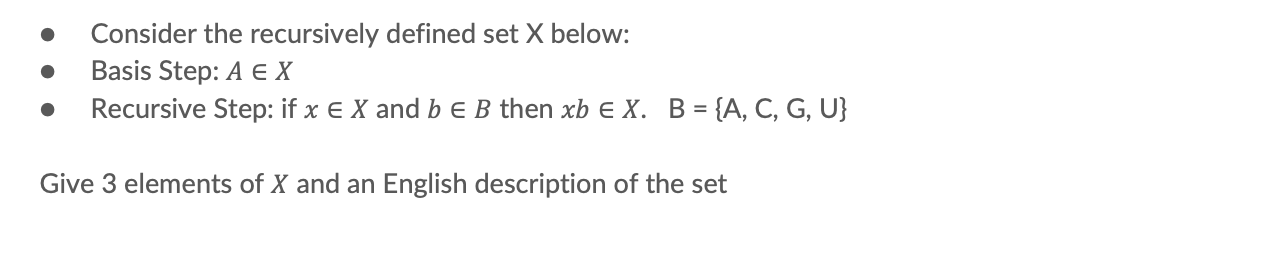 ● Consider the recursively defined set X below:
● Basis Step: A ∈ X
● Recursive Step: if x ∈ X and b ∈ B then xb ∈ X. B = {A, C, G, U}
Give 3 elements of X and an English description of the set